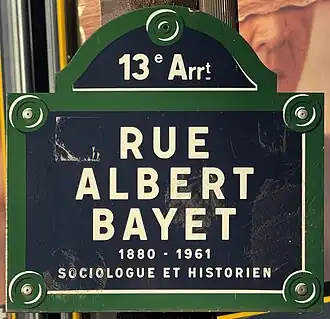 13e Arrt
RUE
ALBERT
BAYET
1880 - 1961
SOCIOLOGUE ET HISTORIEN